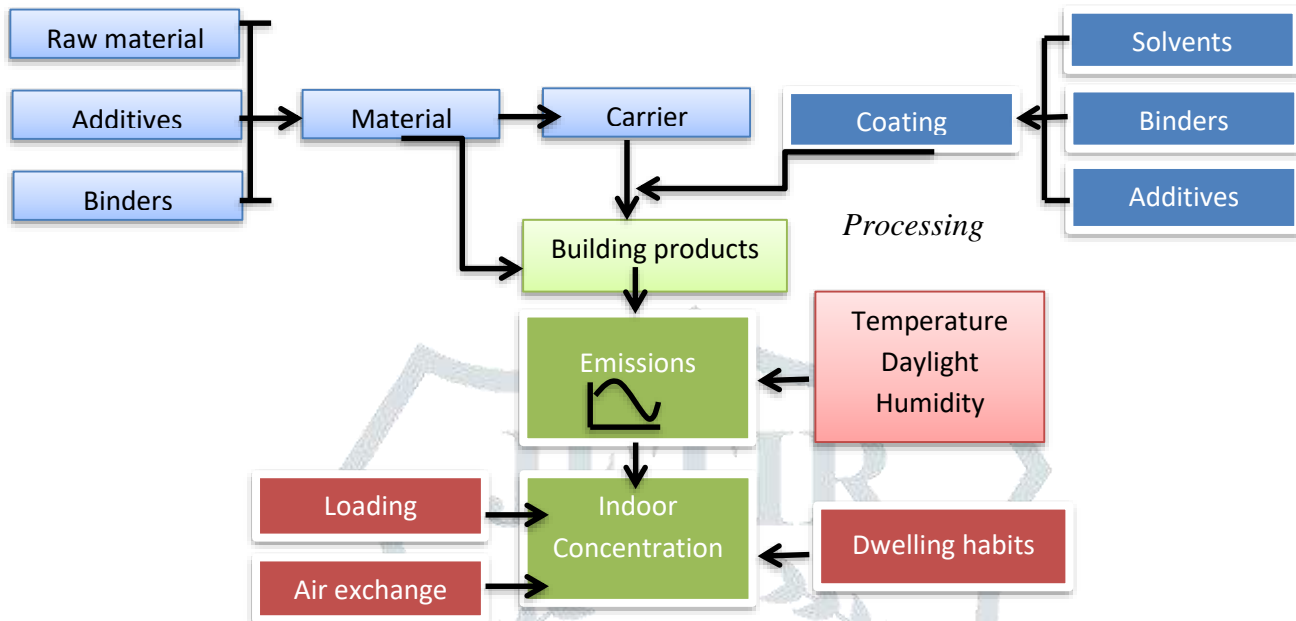 Raw material
Additives
Binders
Material
Carrier
Coating
Solvents
Binders
Additives
Processing
Building products
Emissions
Temperature
Daylight
Humidity
Loading
Air exchange
Indoor
Concentration
Dwelling habits
JETIR